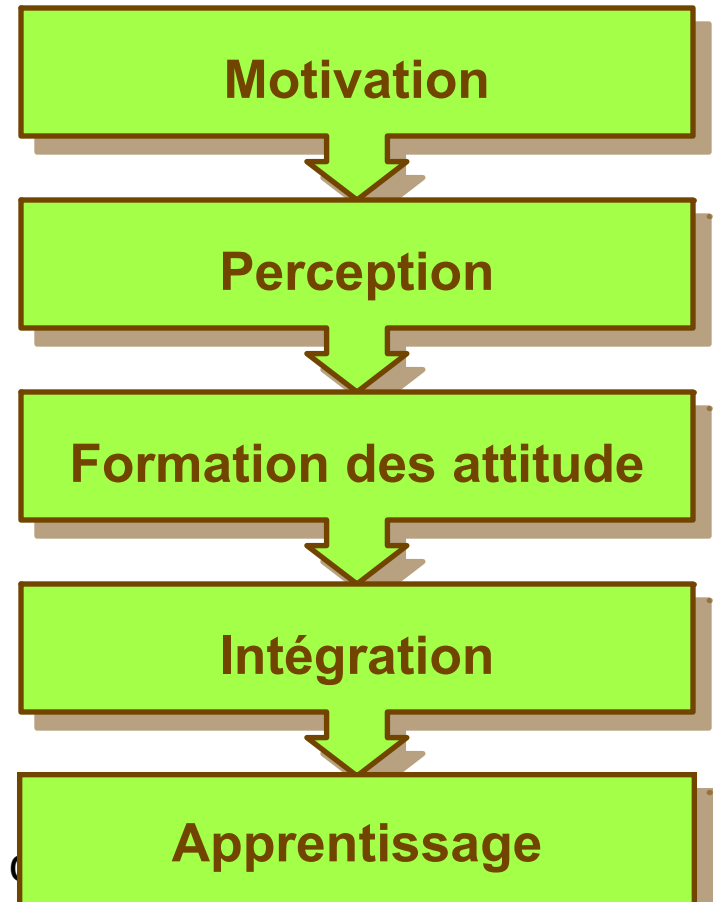 Motivation
Perception
Formation des attitude
Intégration
Apprentissage